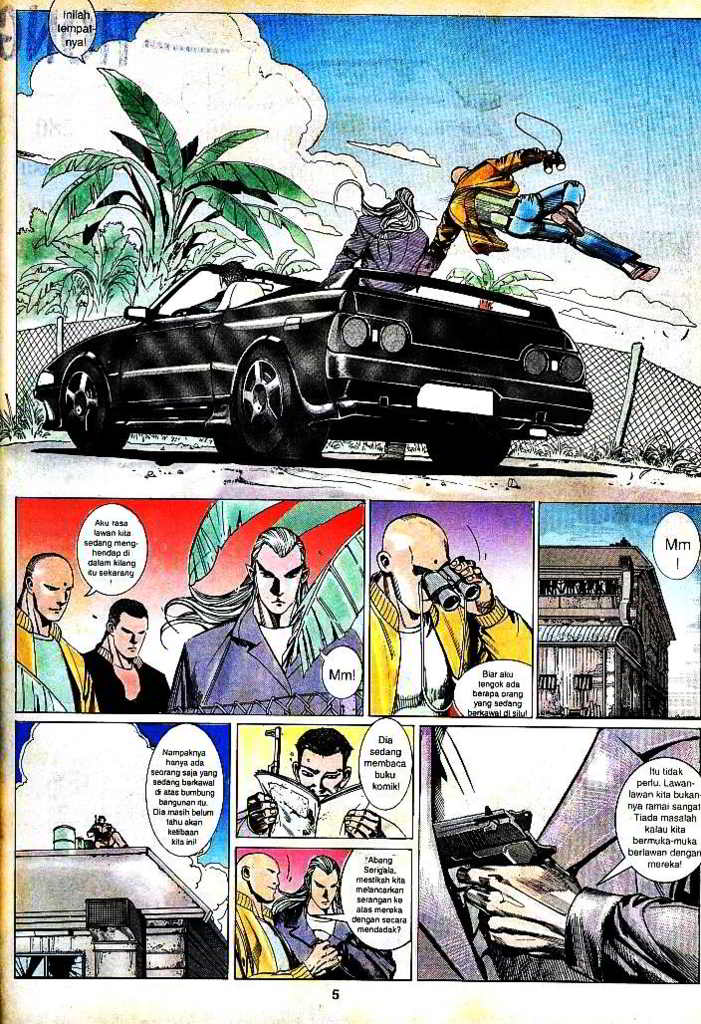 Inilah
tempat-
nya!
Aku rasa
lawan kita
sedang meng-
hendap di
dalam kilang
itu sekarang
!
Mm!
Biar aku
tengok ada
berapa orang
yang sedang
berkawal di situ!
Mm
!
Nampaknya
hanya ada
seorang saja yang
sedang berkawal
di atas bumbung
bangunan itu.
Dia masih belum
tahu akan
ketibaan
kita ini!
Dia
sedang
membaca
buku
komik!
"Abang
Serigala,
mestikah kita
melancarkan
serangan ke
atas mereka
dengan secara
mendadak?
Itu tidak
perlu. Lawan-
lawan kita bukan-
nya ramai sangat.
Tiada masalah
kalau kita
bermuka-muka
berlawan dengan
mereka!
5